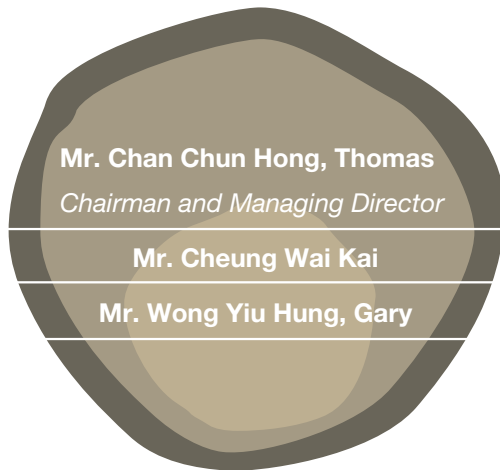 Mr. Chan Chun Hong, Thomas
Chairman and Managing Director
Mr. Cheung Wai Kai
Mr. Wong Yiu Hung, Gary